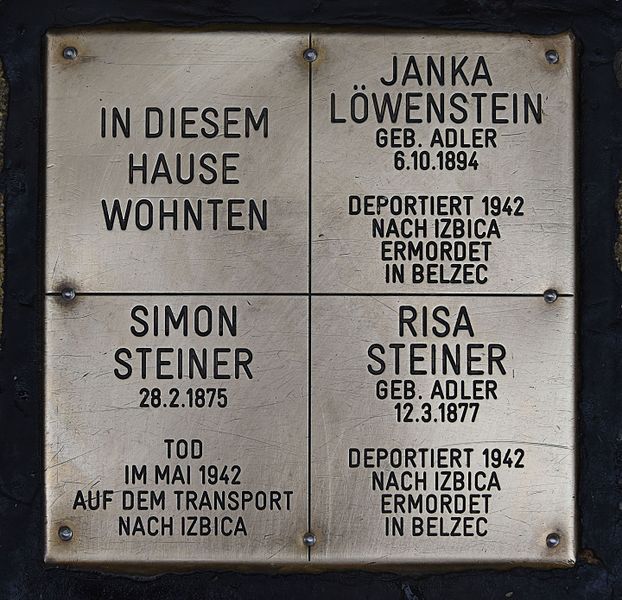 IN DIESEM
HAUSE
WOHNTEN
JANKA
LÖWENSTEIN
GEB. ADLER
6.10.1894
DEPORTIERT 1942
NACH IZBICA
ERMORDET
IN BELZEC
SIMON
STEINER
28.2.1875
TOD
IM MAI 1942
AUF DEM TRANSPORT
NACH IZBICA
RISA
STEINER
GEB. ADLER
12.3.1877
DEPORTIERT 1942
NACH IZBICA
ERMORDET
IN BELZEC